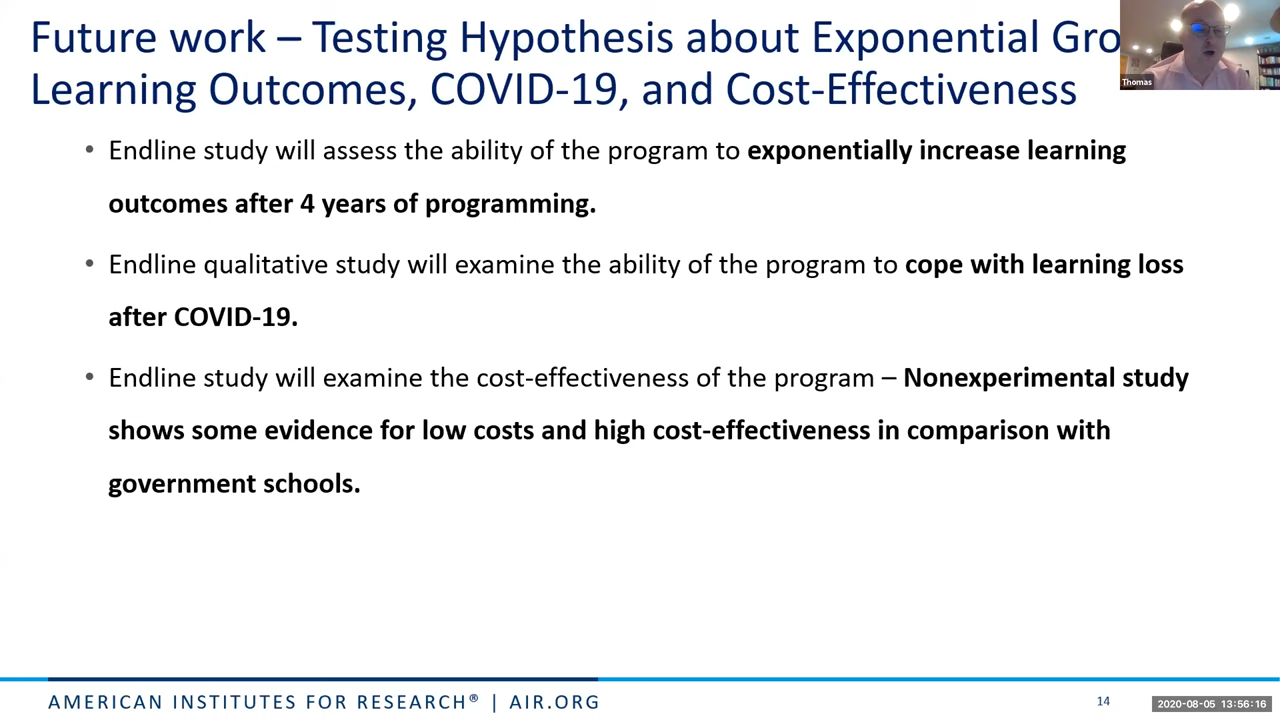 Future work – Testing Hypothesis about Exponential
Learning Outcomes, COVID-19, and Cost-Effectiveness
Thomas
• Endline study will assess the ability of the program to exponentially increase learning
outcomes after 4 years of programming.
• Endline qualitative study will examine the ability of the program to cope with learning loss
after COVID-19.
• Endline study will examine the cost-effectiveness of the program – Nonexperimental study
shows some evidence for low costs and high cost-effectiveness in comparison with
government schools.
AMERICAN INSTITUTES FOR RESEARCH® | AIR.ORG
14
2020-08-05 13:56:16